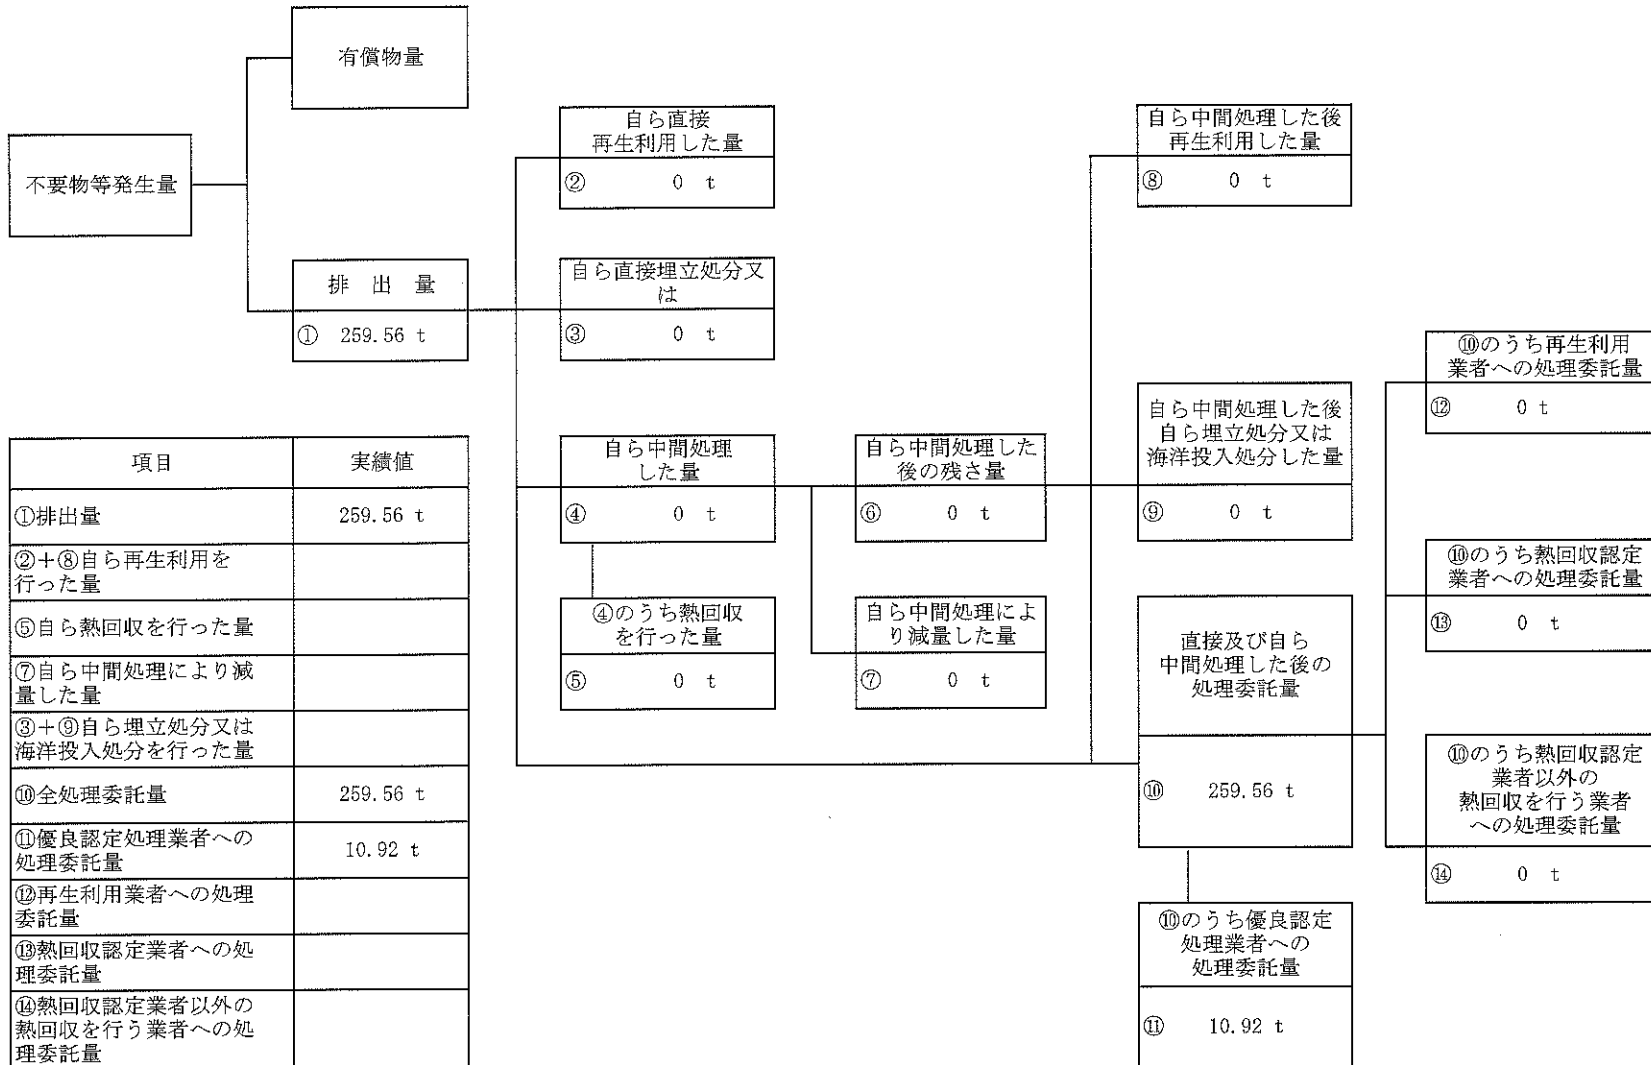 有償物量
不要物等発生量
排 出 量
① 259.56 t
自ら直接
再生利用した量
② 0 t
自ら直接埋立処分又
は
③ 0 t
自ら中間処理
した量
④ 0 t
④のうち熱回収
を行った量
⑤ 0 t
自ら中間処理した
後の残さ量
⑥ 0 t
自ら中間処理によ
り減量した量
⑦ 0 t
自ら中間処理した後
再生利用した量
⑧ 0 t
自ら中間処理した後
自ら埋立処分又は
海洋投入処分した量
⑨ 0 t
直接及び自ら
中間処理した後の
処理委託量
⑩ 259.56 t
⑩のうち優良認定
処理業者への
処理委託量
⑪ 10.92 t
⑩のうち再生利用
業者への処理委託量
⑫ 0 t
⑩のうち熱回収認定
業者への処理委託量
⑬ 0 t
⑩のうち熱回収認定
業者以外の
熱回収を行う業者
への処理委託量
⑭ 0 t
項目 実績値
①排出量 259.56 t
②+⑧自ら再生利用を
行った量
⑤自ら熱回収を行った量
⑦自ら中間処理により減
量した量
③+⑨自ら埋立処分又は
海洋投入処分を行った量
⑩全処理委託量 259.56 t
⑪優良認定処理業者への
処理委託量 10.92 t
⑫再生利用業者への処理
委託量
⑬熱回収認定業者への処
理委託量
⑭熱回収認定業者以外の
熱回収を行う業者への処
理委託量